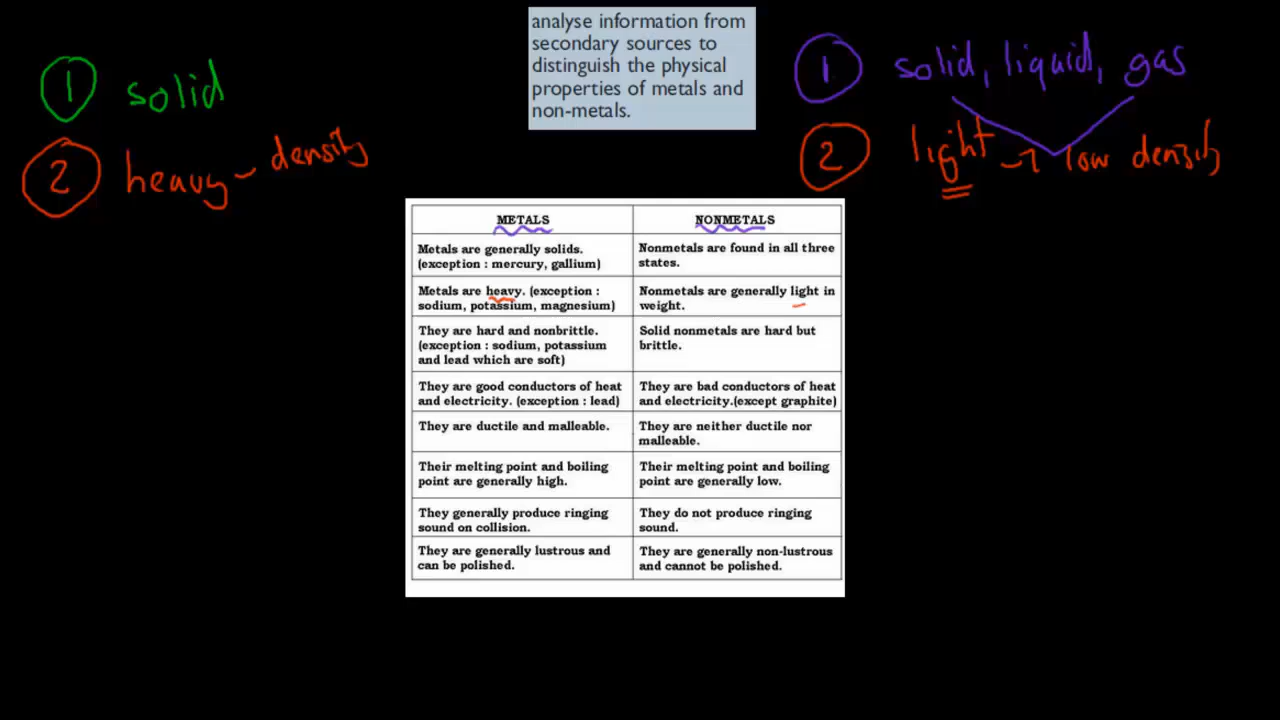 analyse information from
secondary sources to
distinguish the physical
properties of metals and
non-metals.
1 solid
2 heavy - density
1 solid, liquid, gas
2 light → low density
METALS
NONMETALS
Metals are generally solids.
(exception : mercury, gallium)
Nonmetals are found in all three
states.
Metals are heavy. (exception :
sodium, potassium, magnesium)
Nonmetals are generally light in
weight.
They are hard and nonbrittle.
(exception : sodium, potassium
and lead which are soft)
Solid nonmetals are hard but
brittle.
They are good conductors of heat
and electricity. (exception : lead)
They are bad conductors of heat
and electricity.(except graphite)
They are ductile and malleable.
They are neither ductile nor
malleable.
Their melting point and boiling
point are generally high.
Their melting point and boiling
point are generally low.
They generally produce ringing
sound on collision.
They do not produce ringing
sound.
They are generally lustrous and
can be polished.
They are generally non-lustrous
and cannot be polished.